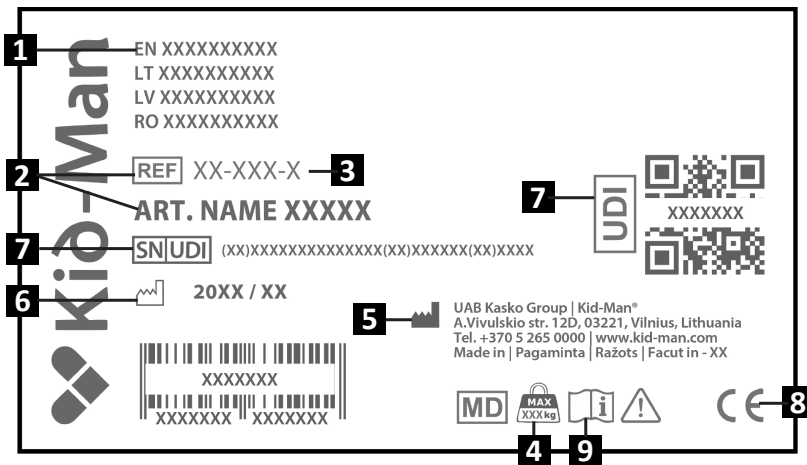 Kid-Man
1
EN XXXXXXXXXX
LT XXXXXXXXXX
LV XXXXXXXXXX
RO XXXXXXXXXX
2
REF XX-XXX-X
3
ART. NAME XXXXX
7
SN UDI (XX)XXXXXXXXXXXXXX(XX)XXXXXX(XX)XXXX
6
20XX / XX
7
UDI
XXXXXXX
5
UAB Kasko Group | Kid-Man®
A.Vivulskio str. 12D, 03221, Vilnius, Lithuania
Tel. +370 5 265 0000 | www.kid-man.com
Made in | Pagaminta | Ražots | Facut in - XX
XXXXXXX
XXXXXXX XXXXXXX
MD
MAX
XXX kg
i
!
CE
8
4
9